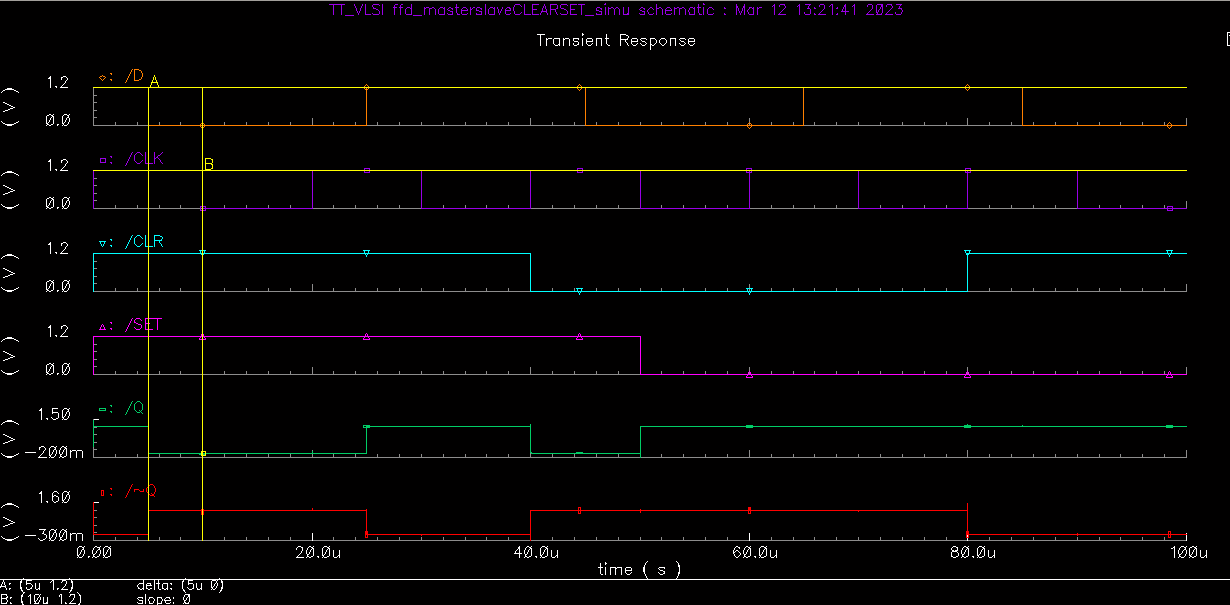 TT_VLSI ffd_masterslaveCLEARSET_simu schematic : Mar 12 13:21:41 2023
Transient Response
: /D
A
1.2
(V)
0.0
: /CLK
B
1.2
(V)
0.0
: /CLR
1.2
(V)
0.0
: /SET
1.2
(V)
0.0
: /Q
1.50
(V)
-200m
: /~Q
1.60
(V)
-300m
0.00 20.0u 40.0u 60.0u 80.0u 100u
time ( s )
A: (5u 1.2) delta: (5u 0)
B: (10u 1.2) slope: 0